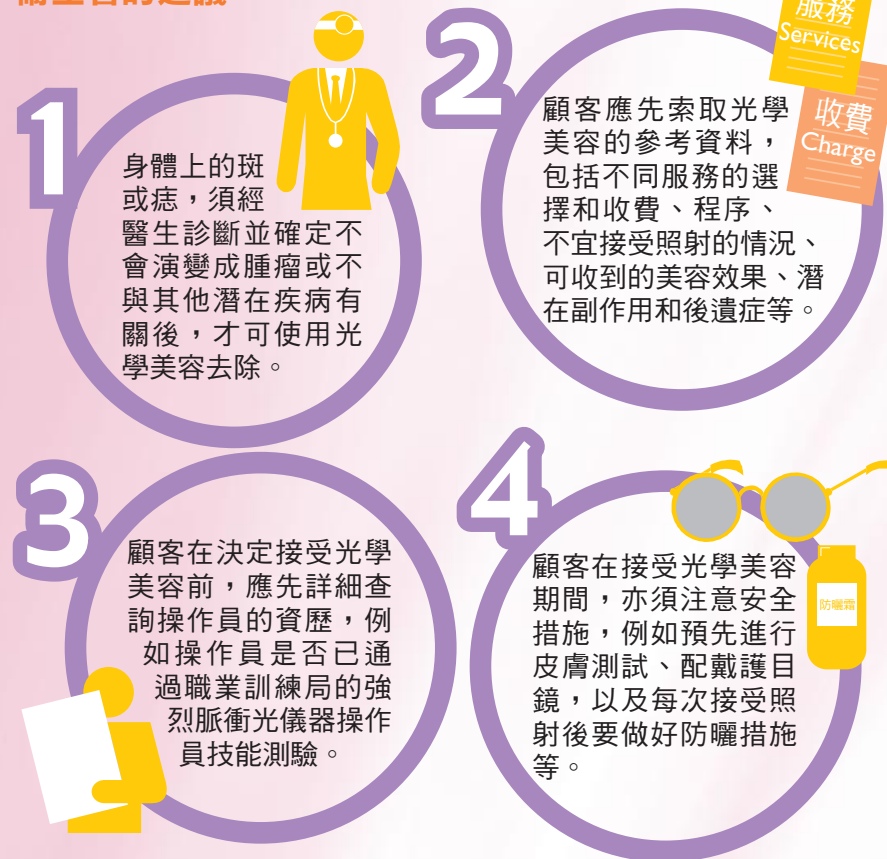 衞生署的建議
1
身體上的斑
或痣，須經
醫生診斷並確定不
會演變成腫瘤或不
與其他潛在疾病有
關後，才可使用光
學美容去除。
2
服務
Services
收費
Charge
顧客應先索取光學
美容的參考資料，
包括不同服務的選
擇和收費、程序、
不宜接受照射的情況、
可收到的美容效果、潛
在副作用和後遺症等。
3
顧客在決定接受光學
美容前，應先詳細查
詢操作員的資歷，例
如操作員是否已通
過職業訓練局的強
烈脈衝光儀器操作
員技能測驗。
4
顧客在接受光學美容
期間，亦須注意安全
措施，例如預先進行
皮膚測試、配戴護目
鏡，以及每次接受照
射後要做好防曬措施
等。
防曬霜